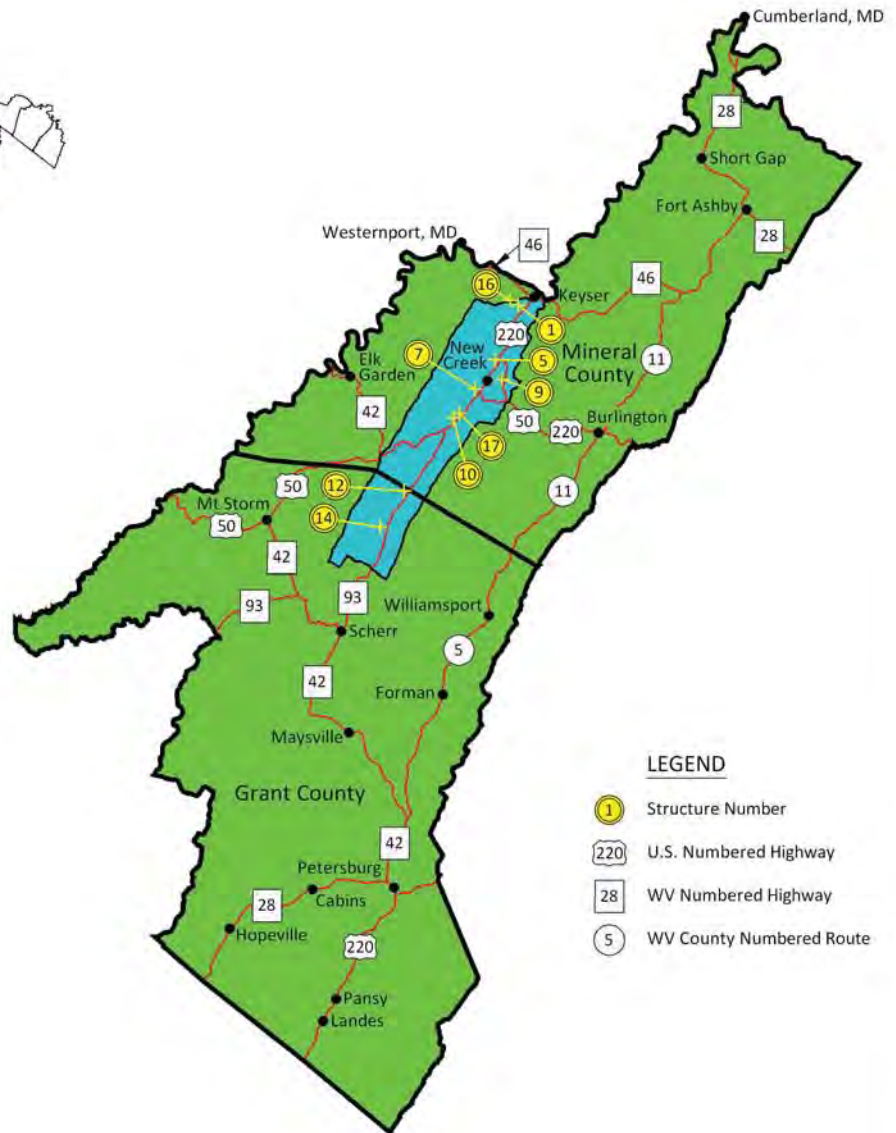 Cumberland, MD
28
Short Gap
Fort Ashby
28
Westernport, MD
46
46
16
Keyser
1
220
7
New
Creek
5
Mineral
County
11
Elk
Garden
9
42
50
220
Burlington
17
10
12
50
11
Mt Storm
14
50
42
93
93
Williamsport
Scherr
5
42
Forman
Maysville
LEGEND
Grant County
1 Structure Number
42
220 U.S. Numbered Highway
Petersburg
28
Cabins
28 WV Numbered Highway
Hopeville
220
5 WV County Numbered Route
Pansy
Landes